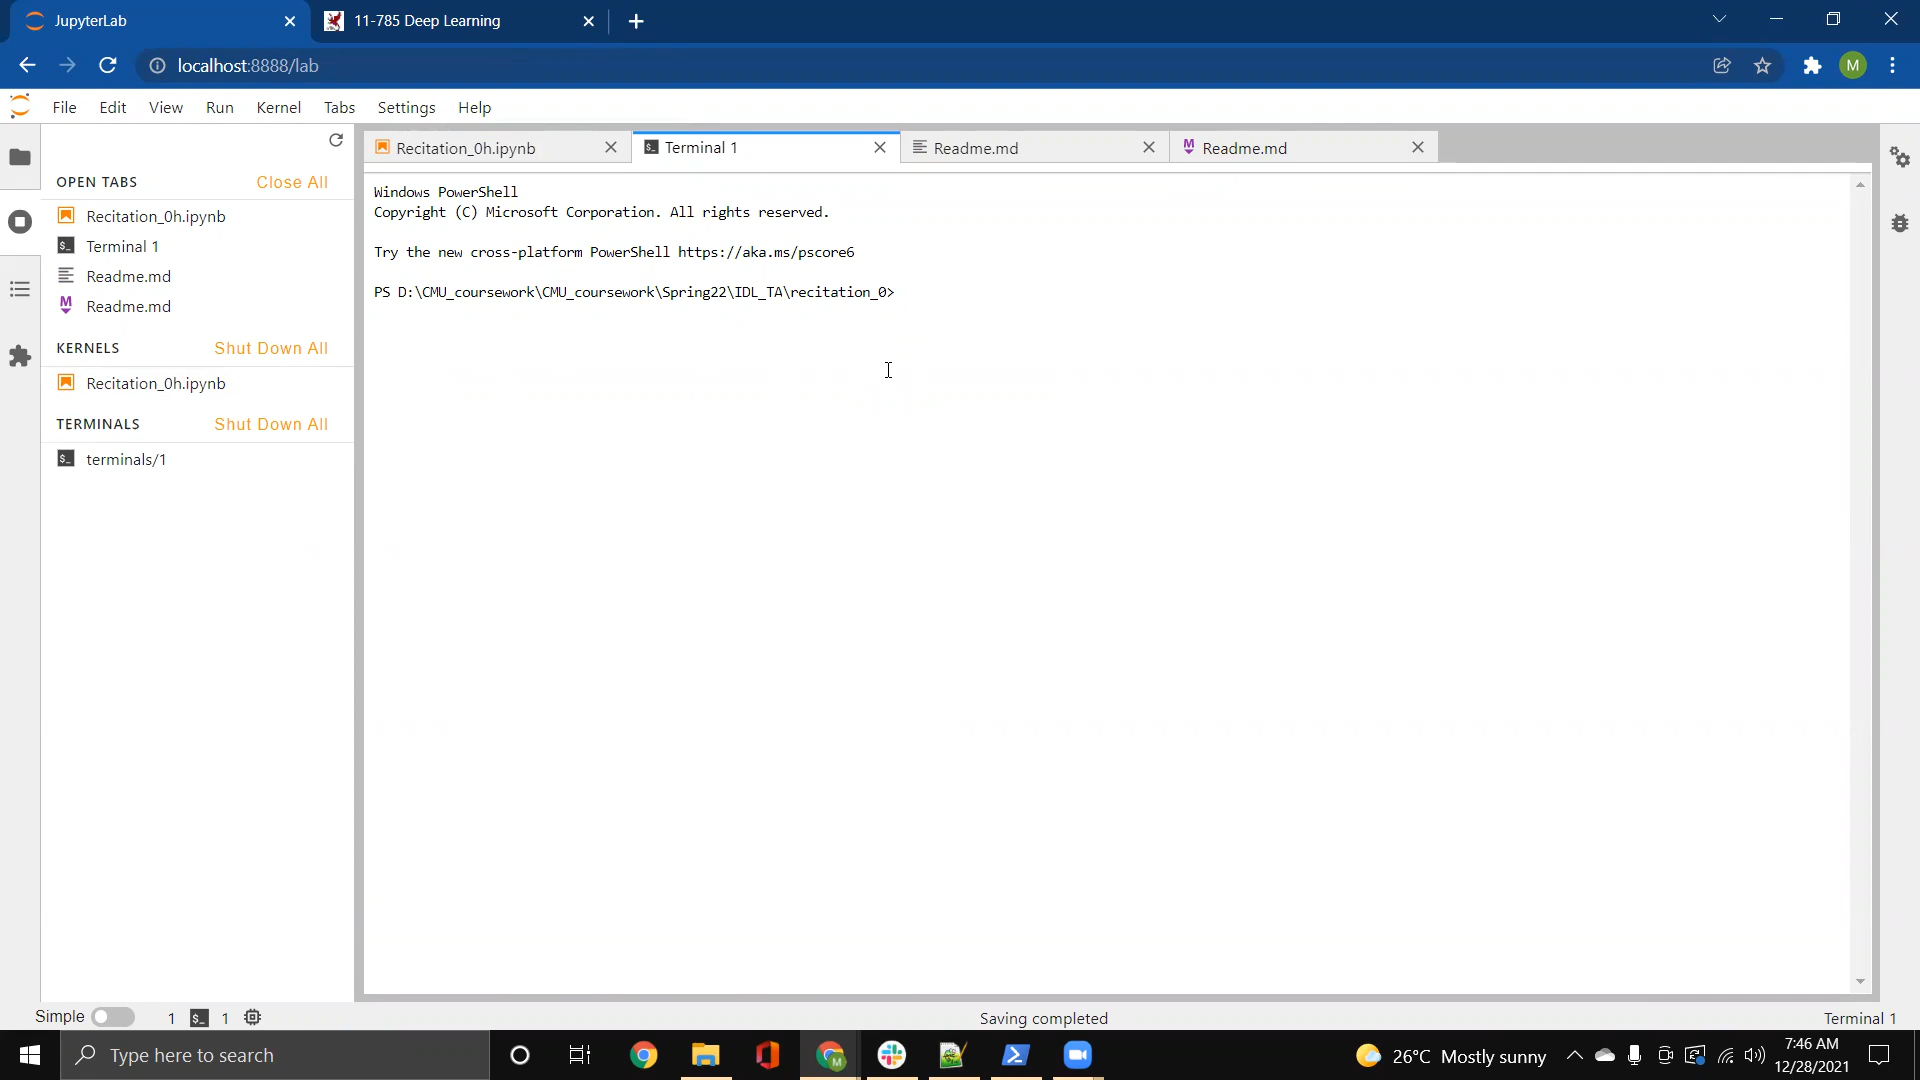 JupyterLab
11-785 Deep Learning
localhost:8888/lab
M
File Edit View Run Kernel Tabs Settings Help
Recitation_0h.ipynb
Terminal 1
Readme.md
M Readme.md
OPEN TABS Close All
Recitation_0h.ipynb
$_ Terminal 1
Readme.md
M Readme.md
KERNELS Shut Down All
Recitation_0h.ipynb
TERMINALS Shut Down All
$_ terminals/1
Windows PowerShell
Copyright (C) Microsoft Corporation. All rights reserved.
Try the new cross-platform PowerShell https://aka.ms/pscore6
PS D:\CMU_coursework\CMU_coursework\Spring22\IDL_TA\recitation_0>
Simple 1 $_ 1
Saving completed
Terminal 1
Type here to search
M
26°C Mostly sunny
7:46 AM
12/28/2021